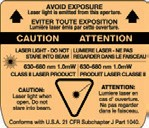 AVOID EXPOSURE
Laser light is emitted from this aperture.
EVITER TOUTE EXPOSITION
Lumière laser émis par cette ouverture.
CAUTION ATTENTION
LASER LIGHT - DO NOT STARE INTO BEAM
LUMIERE LASER - NE PAS REGARDER DANS LE FAISCEAU
630-680 nm 1.0mW 630-680 nm 1.0mW
CLASS II LASER PRODUCT PRODUIT LASER CLASSE II
CAUTION:
Laser light
when open.
Do not stare
into beam.
ATTENTION:
Lumière laser en
cas d' ouverture.
Ne pas regarder
dans le faisceau.
Conforms with U.S.A. 21 CFR Subchapter J Part 1040.